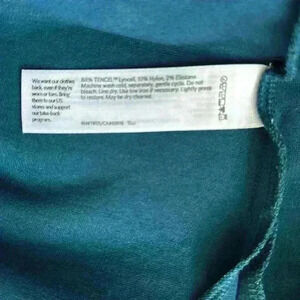 We want our clothes
back, even if they're
worn or torn. Bring
them to our US
stores and support
our take-back
program.
TENCEL™ Lyocell, 10% Nylon, 2% Elastane.
Machine wash cold, separately, gentle cycle. Do not
bleach. Line dry. Use low iron if necessary. Lightly press
to restore. May be dry cleaned.